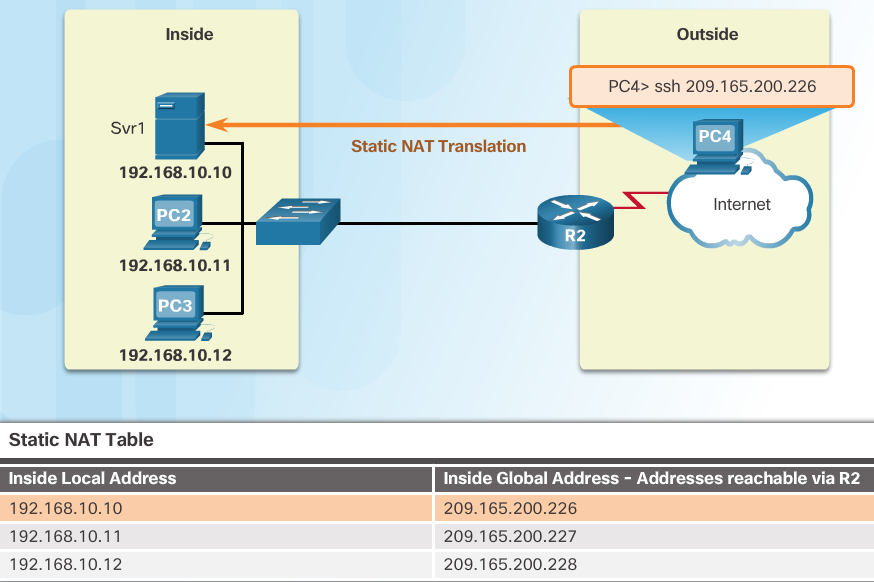 Inside
Outside
PC4> ssh 209.165.200.226
Svr1
PC4
Static NAT Translation
192.168.10.10
PC2
Internet
R2
192.168.10.11
PC3
192.168.10.12
Static NAT Table
Inside Local Address Inside Global Address – Addresses reachable via R2
192.168.10.10 209.165.200.226
192.168.10.11 209.165.200.227
192.168.10.12 209.165.200.228